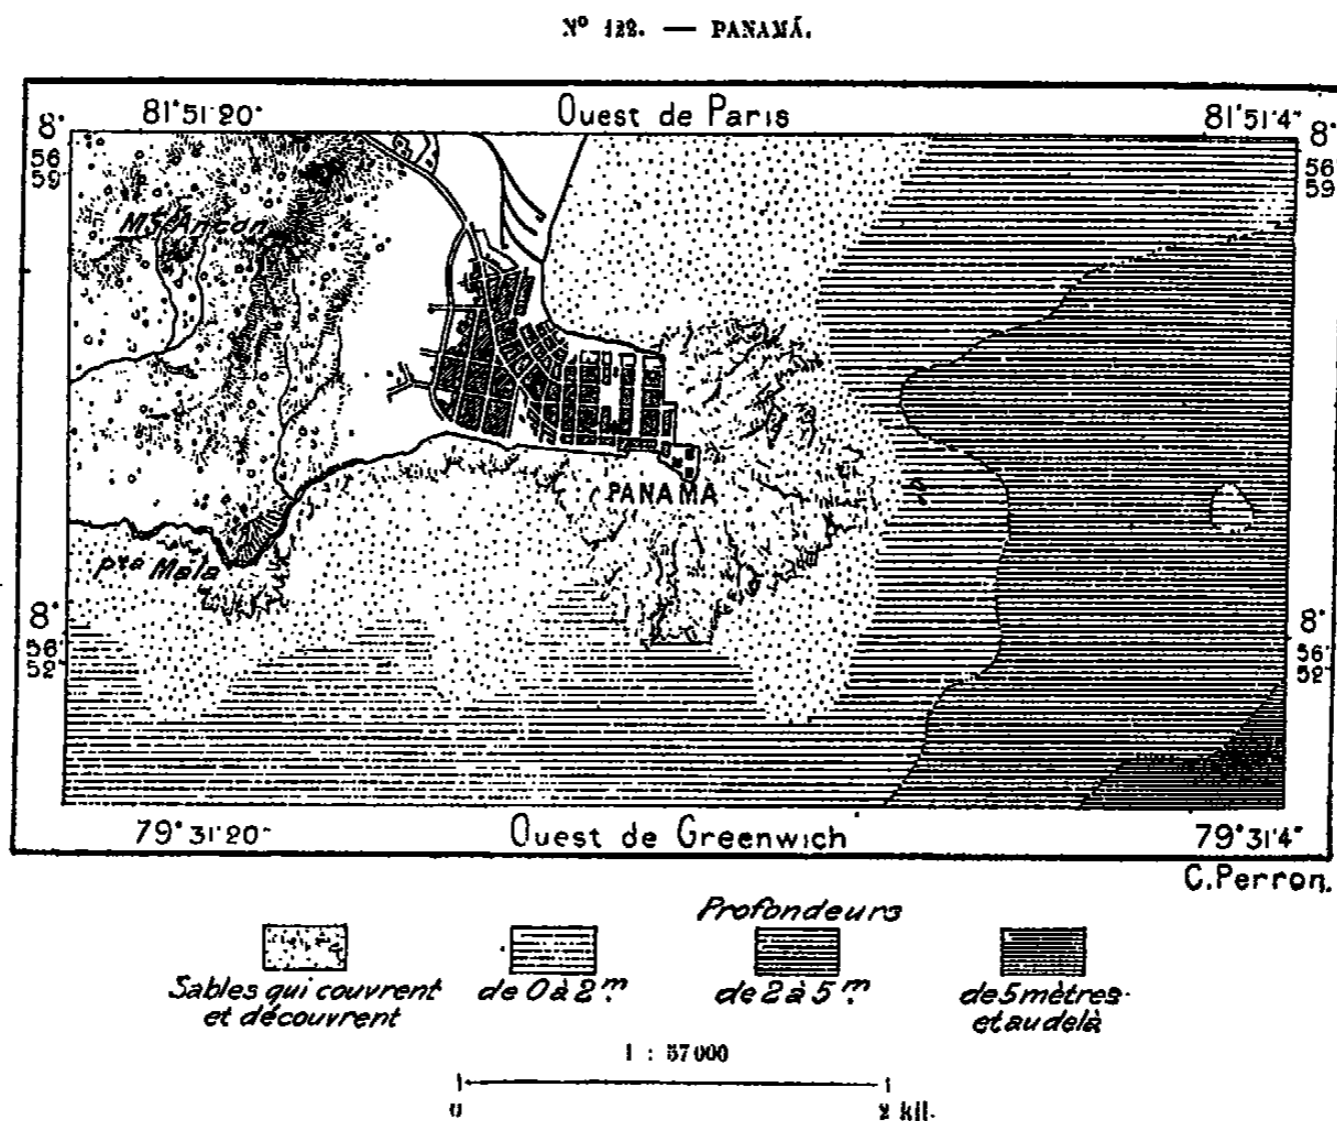 Nº 122. — PANAMÁ.
81°51'20" Ouest de Paris 81°51'4"
8° 8°
56 56
59' 59
Mt Ancon
PANAMA
pta Mala
8° 8°
56 56
52' 52'
79°31'20" Ouest de Greenwich 79°31'4"
C. Perron.
Profondeurs
Sables qui couvrent
et découvrent
de 0 à 2 m.
de 2 à 5 m.
de 5 mètres
et au delà
1 : 57 000
0 2 kil.